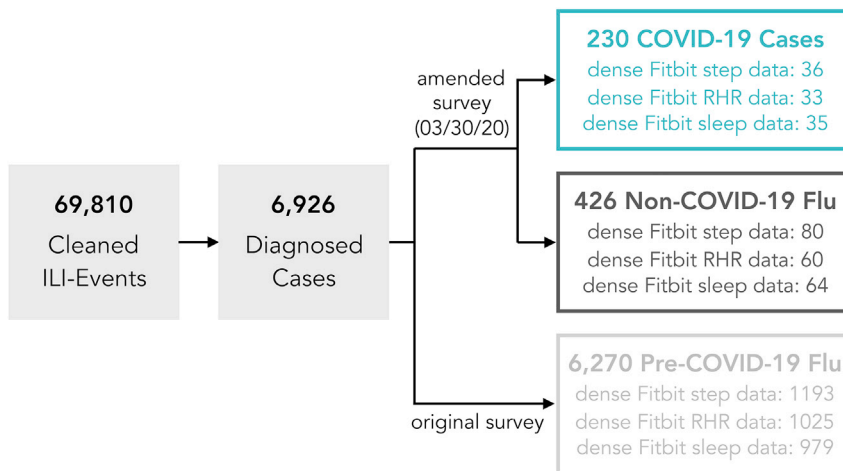 69,810
Cleaned
ILI-Events
6,926
Diagnosed
Cases
amended
survey
(03/30/20)
original survey
230 COVID-19 Cases
dense Fitbit step data: 36
dense Fitbit RHR data: 33
dense Fitbit sleep data: 35
426 Non-COVID-19 Flu
dense Fitbit step data: 80
dense Fitbit RHR data: 60
dense Fitbit sleep data: 64
6,270 Pre-COVID-19 Flu
dense Fitbit step data: 1193
dense Fitbit RHR data: 1025
dense Fitbit sleep data: 979